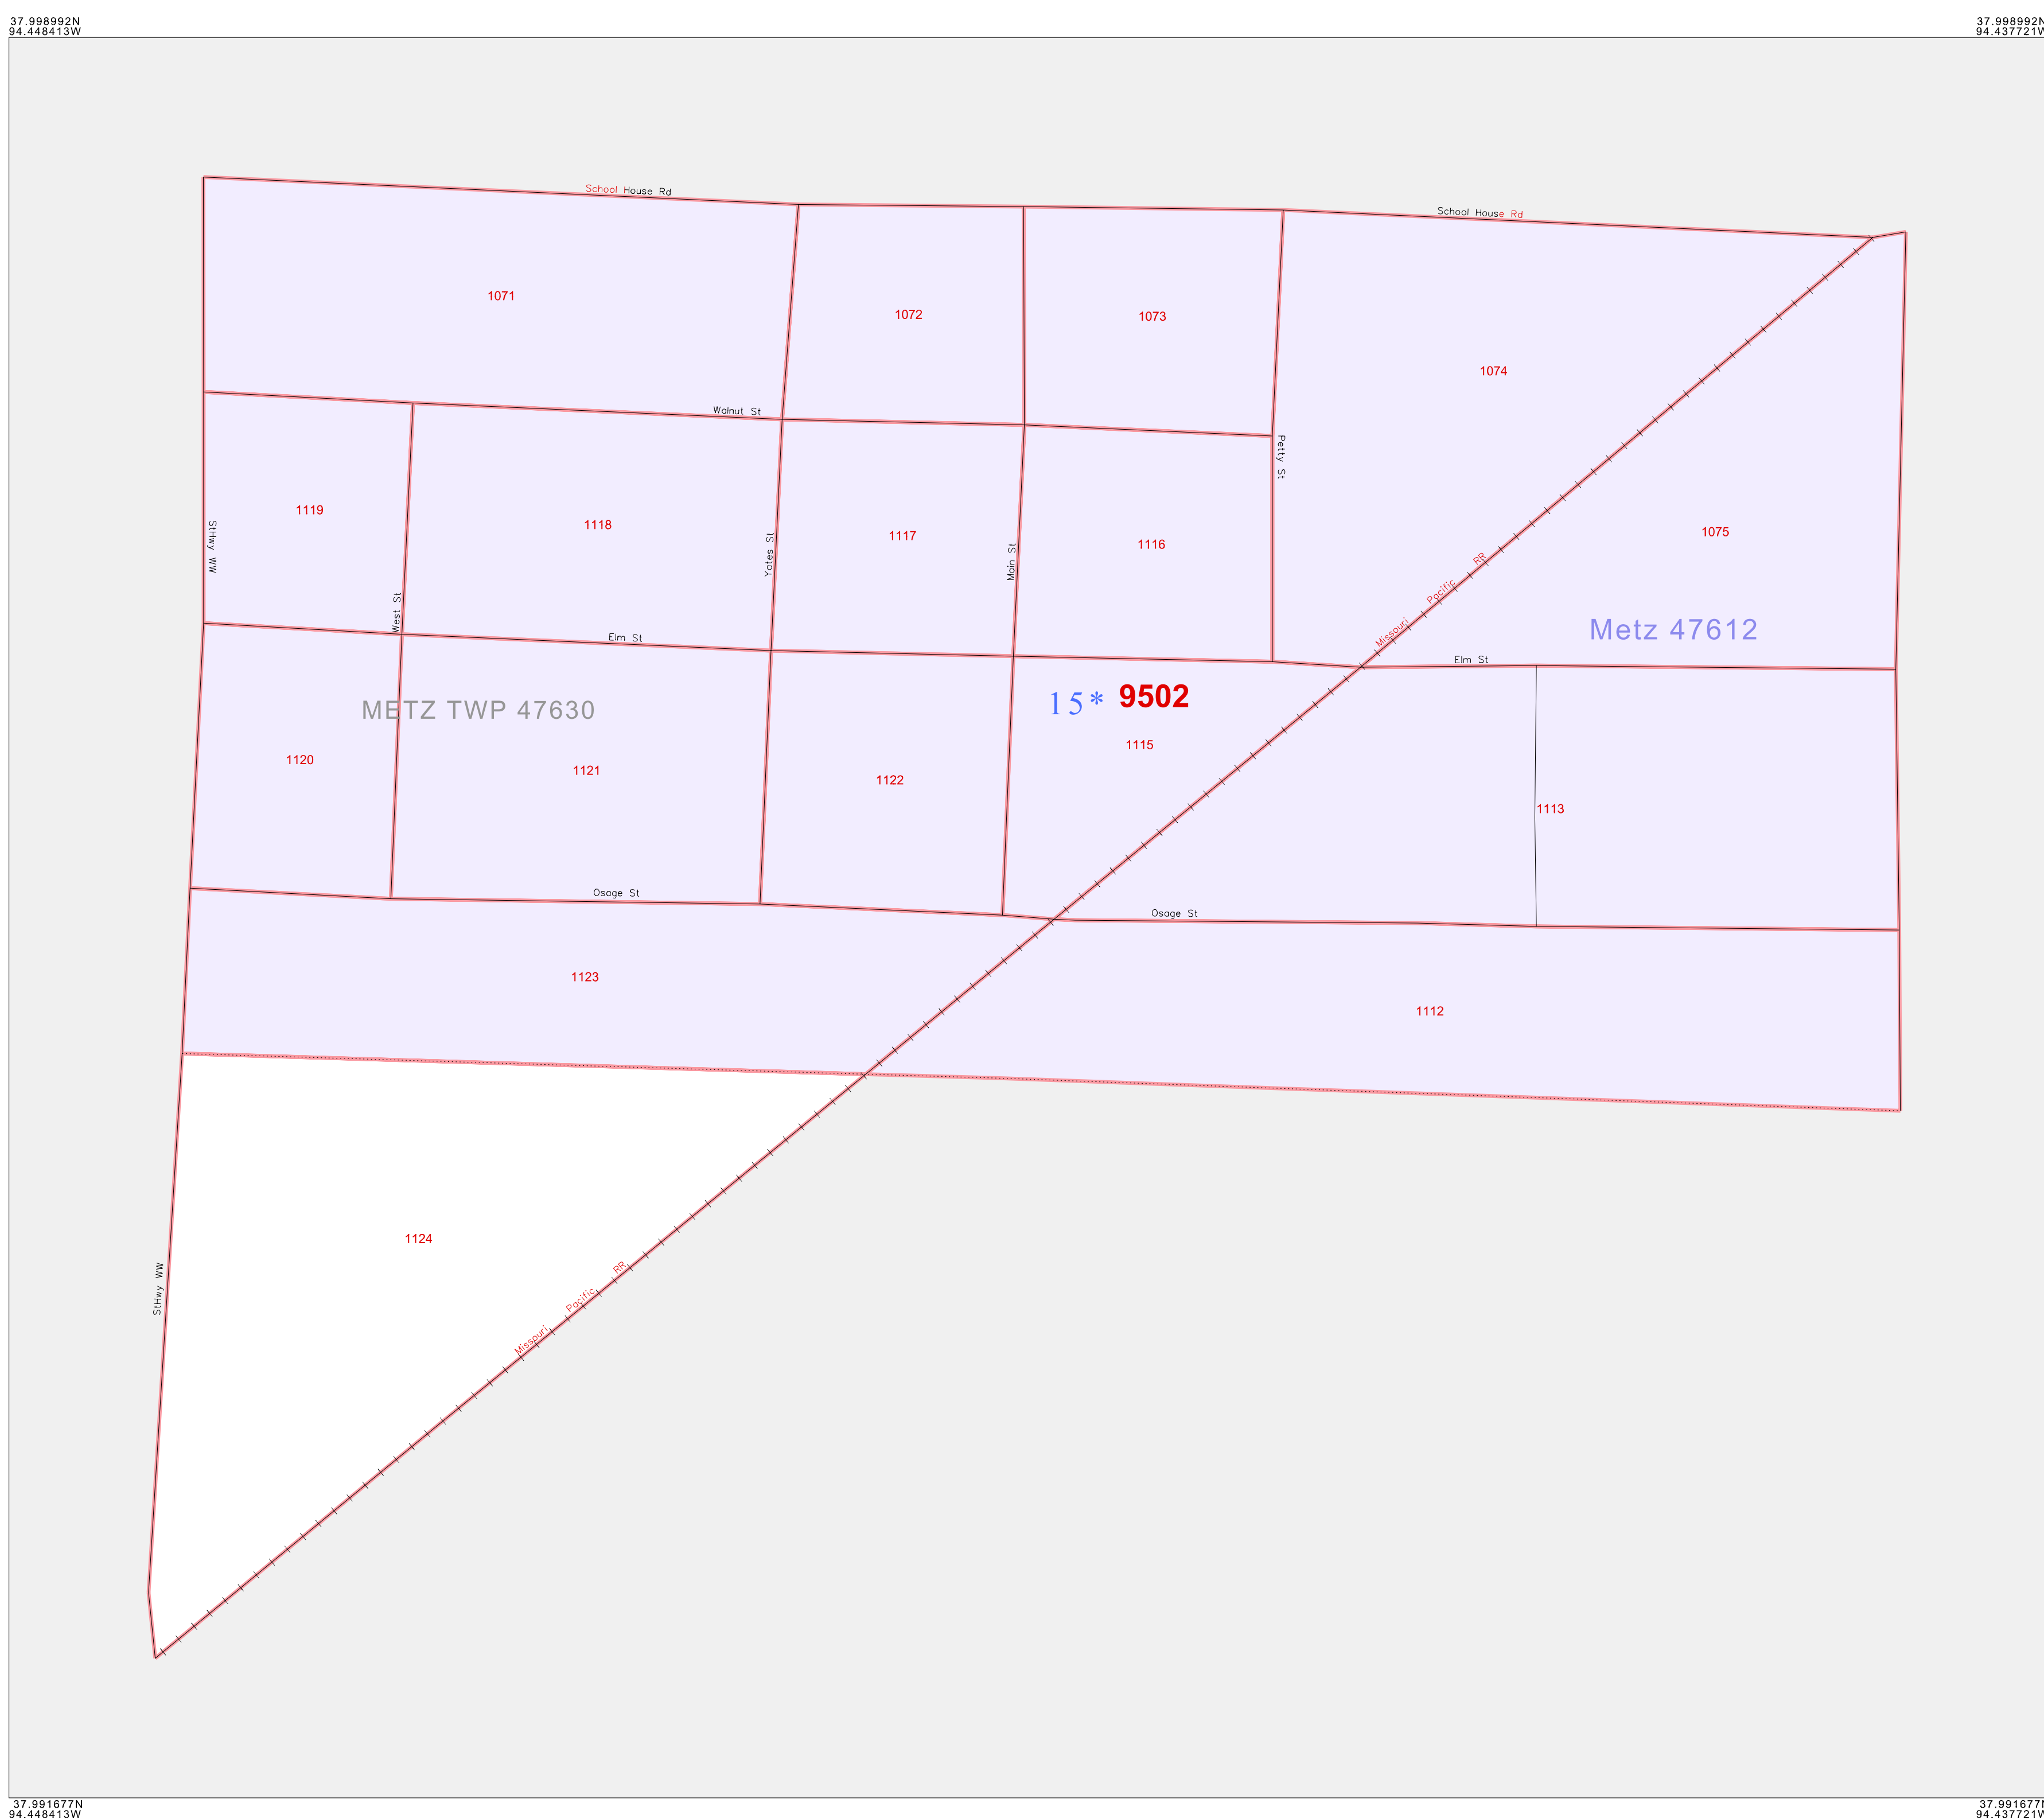 37.998992N
94.448413W
37.998992N
94.437721W
School House Rd
School House Rd
1071
1072
1073
1074
Walnut St
Petty St
1119
1118
1117
1116
1075
StHwy WW
West St
Yates St
Main St
Missouri Pacific RR
Elm St
Elm St
Metz 47612
METZ TWP 47630
15* 9502
1115
1120
1121
1122
1113
Osage St
Osage St
1123
1112
1124
StHwy WW
Missouri Pacific RR
37.991677N
94.448413W
37.991677N
94.437721W